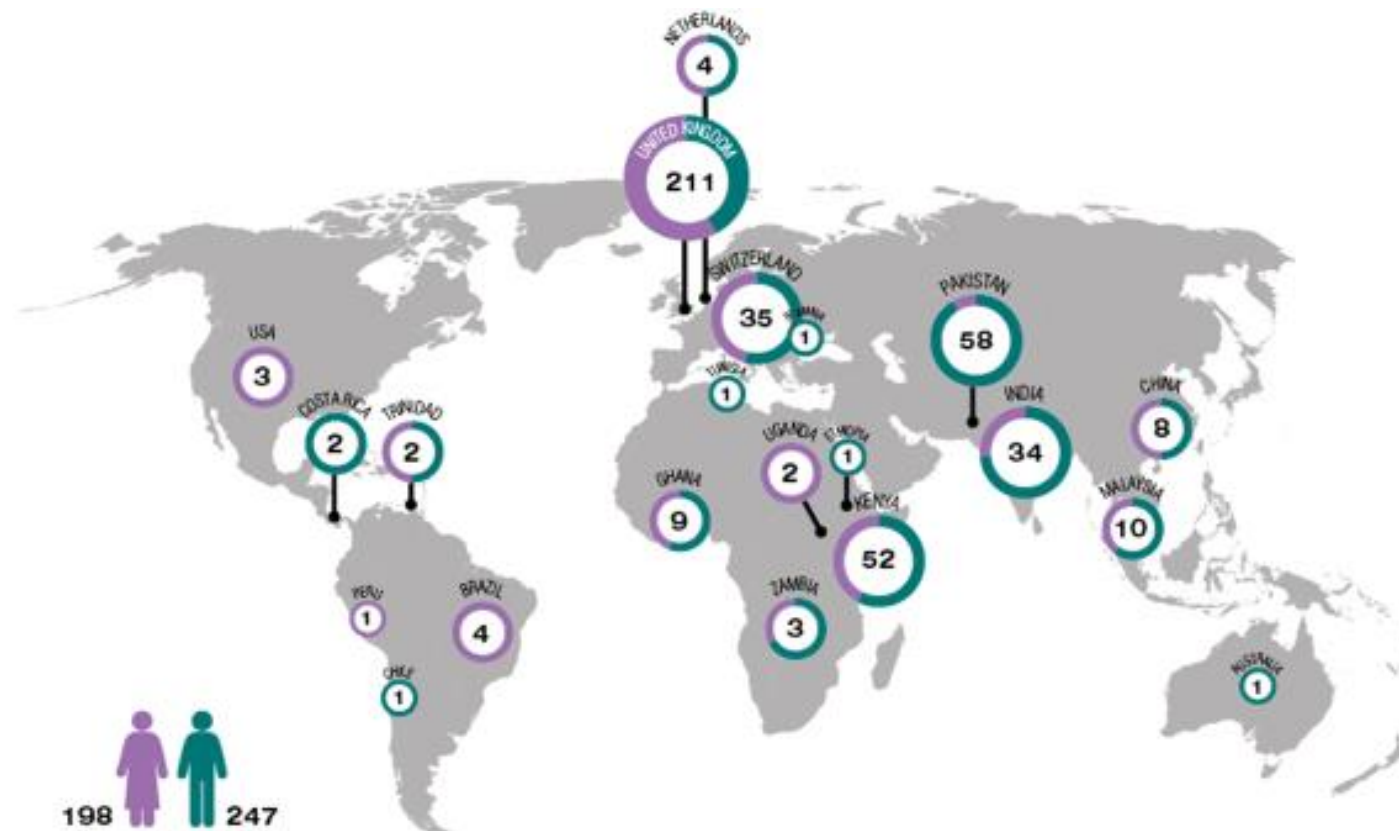 NETHERLANDS
4
UNITED KINGDOM
211
SWITZERLAND
35
ROMANIA
1
TUNISIA
1
PAKISTAN
58
INDIA
34
CHINA
8
MALAYSIA
10
USA
3
COSTA RICA
2
TRINIDAD
2
UGANDA
2
ETHIOPIA
1
GHANA
9
KENYA
52
ZAMBIA
3
PERU
1
BRAZIL
4
CHILE
1
AUSTRALIA
1
198 247